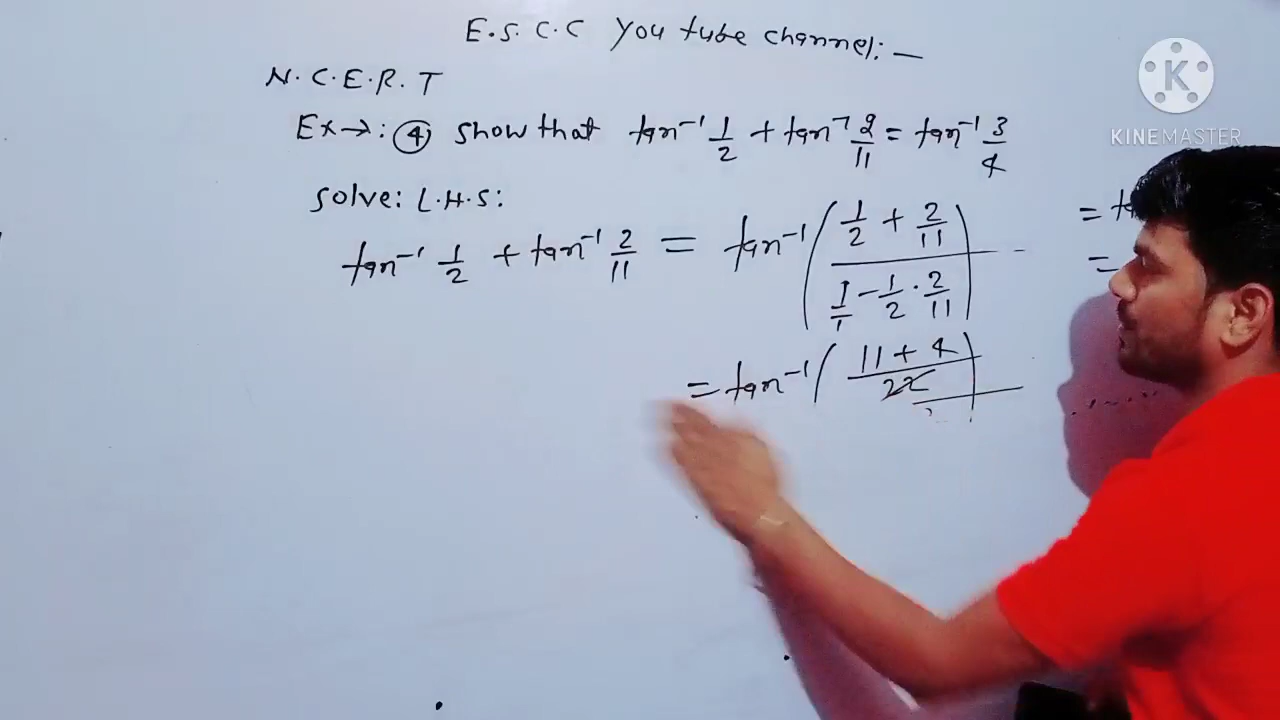 E.S.C.C You tube channel:—
N.C.E.R.T
Ex→: ④ show that tan⁻¹ 1/2 + tan⁻¹ 2/11 = tan⁻¹ 3/4
Solve: L.H.S:
tan⁻¹ 1/2 + tan⁻¹ 2/11 = tan⁻¹ ((1/2 + 2/11)/(1/1 - 1/2 · 2/11))
= tan⁻¹ ((11 + 4)/22
K
KINEMASTER